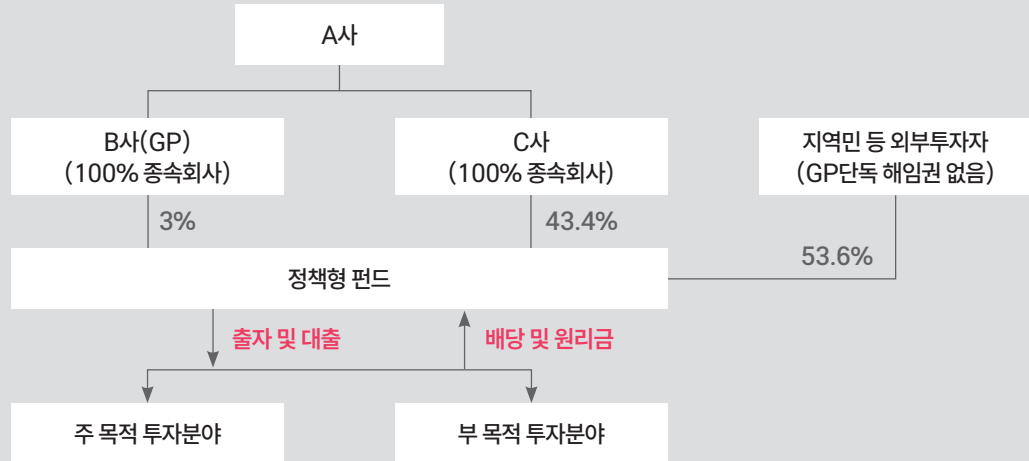 A사
B사(GP)
(100% 종속회사)
C사
(100% 종속회사)
지역민 등 외부투자자
(GP단독 해임권 없음)
3%
43.4%
53.6%
정책형 펀드
출자 및 대출
배당 및 원리금
주 목적 투자분야
부 목적 투자분야